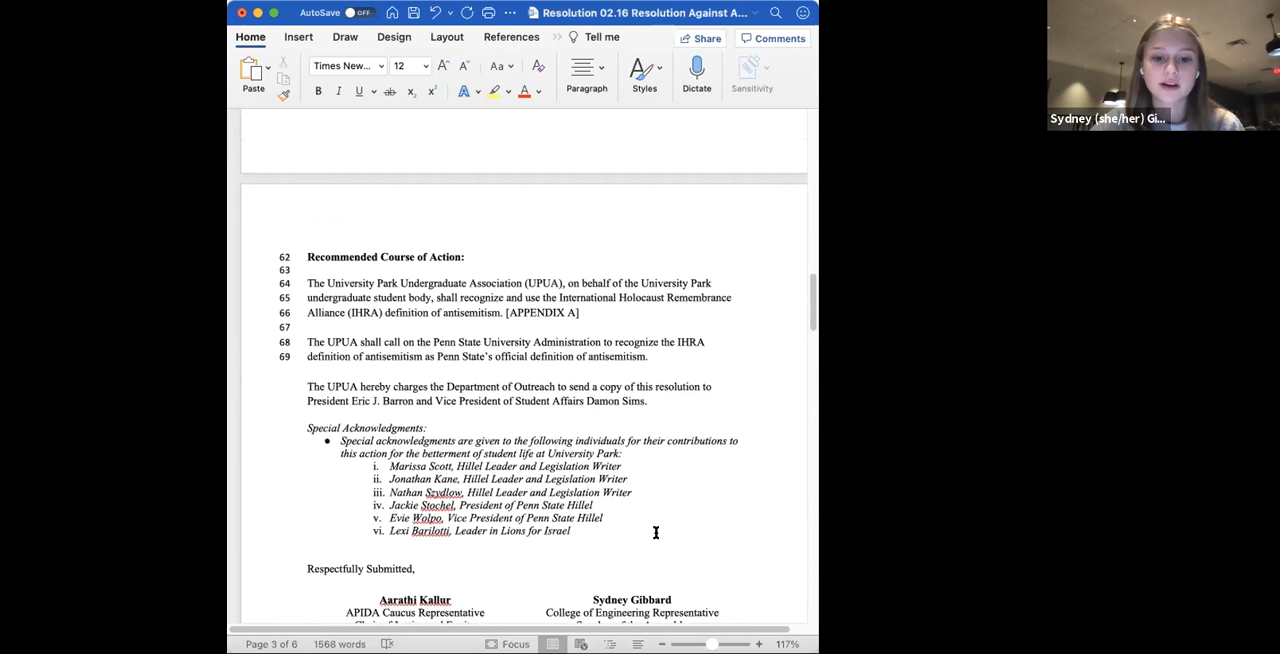 AutoSave OFF Resolution 02.16 Resolution Against A...
Home Insert Draw Design Layout References Tell me Share Comments
Paste Times New... 12 Aa Paragraph Styles Dictate Sensitivity
62 Recommended Course of Action:
63
64 The University Park Undergraduate Association (UPUA), on behalf of the University Park
65 undergraduate student body, shall recognize and use the International Holocaust Remembrance
66 Alliance (IHRA) definition of antisemitism. [APPENDIX A]
67
68 The UPUA shall call on the Penn State University Administration to recognize the IHRA
69 definition of antisemitism as Penn State's official definition of antisemitism.
The UPUA hereby charges the Department of Outreach to send a copy of this resolution to
President Eric J. Barron and Vice President of Student Affairs Damon Sims.
Special Acknowledgments:
• Special acknowledgments are given to the following individuals for their contributions to
this action for the betterment of student life at University Park:
i. Marissa Scott, Hillel Leader and Legislation Writer
ii. Jonathan Kane, Hillel Leader and Legislation Writer
iii. Nathan Szydlow, Hillel Leader and Legislation Writer
iv. Jackie Stochel, President of Penn State Hillel
v. Evie Wolpo, Vice President of Penn State Hillel
vi. Lexi Barilotti, Leader in Lions for Israel
Respectfully Submitted,
Aarathi Kallur Sydney Gibbard
APIDA Caucus Representative College of Engineering Representative
Page 3 of 6 1568 words Focus 117%
Sydney (she/her) Gi...